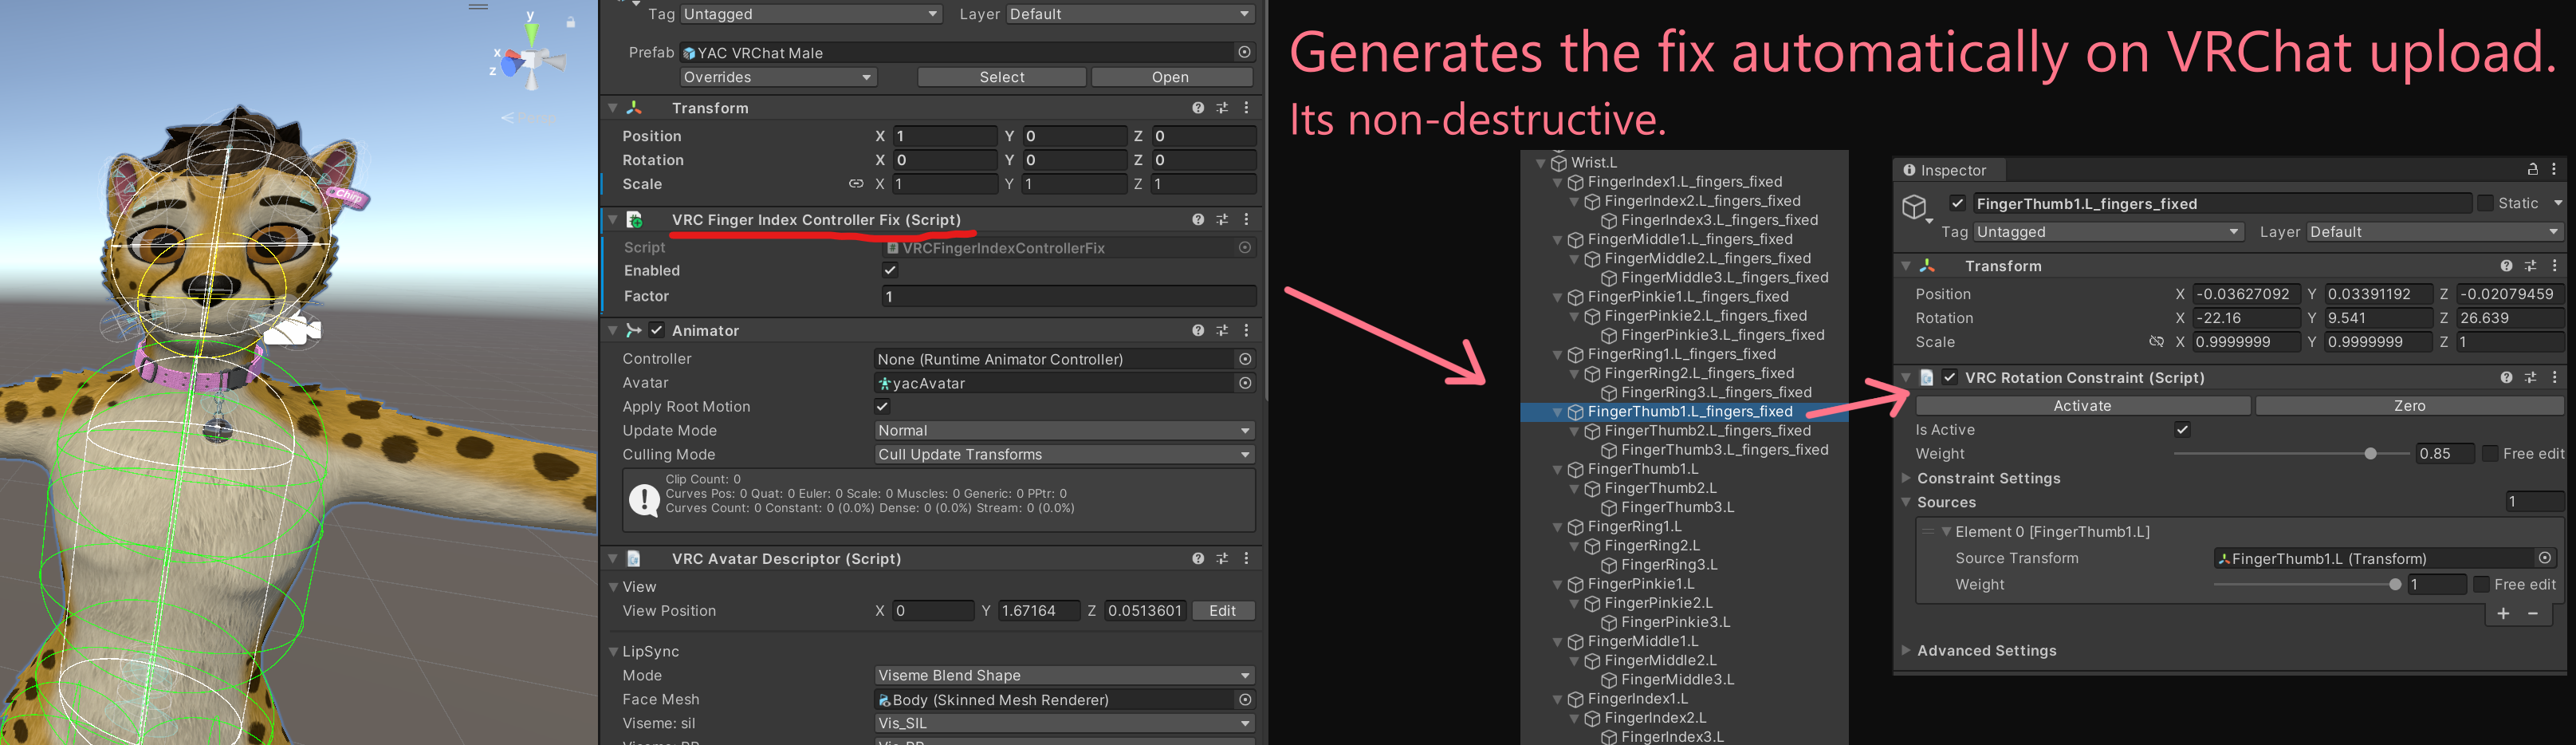 y
x
z
Persp
Chirp
Tag Untagged Layer Default
Prefab YAC VRChat Male
Overrides Select Open
Transform
Position X 1 Y 0 Z 0
Rotation X 0 Y 0 Z 0
Scale X 1 Y 1 Z 1
VRC Finger Index Controller Fix (Script)
Script VRCFingerIndexControllerFix
Enabled
Factor 1
Animator
Controller None (Runtime Animator Controller)
Avatar yacAvatar
Apply Root Motion
Update Mode Normal
Culling Mode Cull Update Transforms
Clip Count: 0
Curves Pos: 0 Quat: 0 Euler: 0 Scale: 0 Muscles: 0 Generic: 0 PPtr: 0
Curves Count: 0 Constant: 0 (0.0%) Dense: 0 (0.0%) Stream: 0 (0.0%)
VRC Avatar Descriptor (Script)
View
View Position X 0 Y 1.67164 Z 0.0513601 Edit
LipSync
Mode Viseme Blend Shape
Face Mesh Body (Skinned Mesh Renderer)
Viseme: sil Vis_SIL
Generates the fix automatically on VRChat upload.
Its non-destructive.
Wrist.L
FingerIndex1.L_fingers_fixed
FingerIndex2.L_fingers_fixed
FingerIndex3.L_fingers_fixed
FingerMiddle1.L_fingers_fixed
FingerMiddle2.L_fingers_fixed
FingerMiddle3.L_fingers_fixed
FingerPinkie1.L_fingers_fixed
FingerPinkie2.L_fingers_fixed
FingerPinkie3.L_fingers_fixed
FingerRing1.L_fingers_fixed
FingerRing2.L_fingers_fixed
FingerRing3.L_fingers_fixed
FingerThumb1.L_fingers_fixed
FingerThumb2.L_fingers_fixed
FingerThumb3.L_fingers_fixed
FingerThumb1.L
FingerThumb2.L
FingerThumb3.L
FingerRing1.L
FingerRing2.L
FingerRing3.L
FingerPinkie1.L
FingerPinkie2.L
FingerPinkie3.L
FingerMiddle1.L
FingerMiddle2.L
FingerMiddle3.L
FingerIndex1.L
FingerIndex2.L
FingerIndex3.L
Inspector
FingerThumb1.L_fingers_fixed Static
Tag Untagged Layer Default
Transform
Position X -0.03627092 Y 0.03391192 Z -0.02079459
Rotation X -22.16 Y 9.541 Z 26.639
Scale X 0.9999999 Y 0.9999999 Z 1
VRC Rotation Constraint (Script)
Activate Zero
Is Active
Weight 0.85 Free edit
Constraint Settings
Sources 1
Element 0 [FingerThumb1.L]
Source Transform FingerThumb1.L (Transform)
Weight 1 Free edit
Advanced Settings